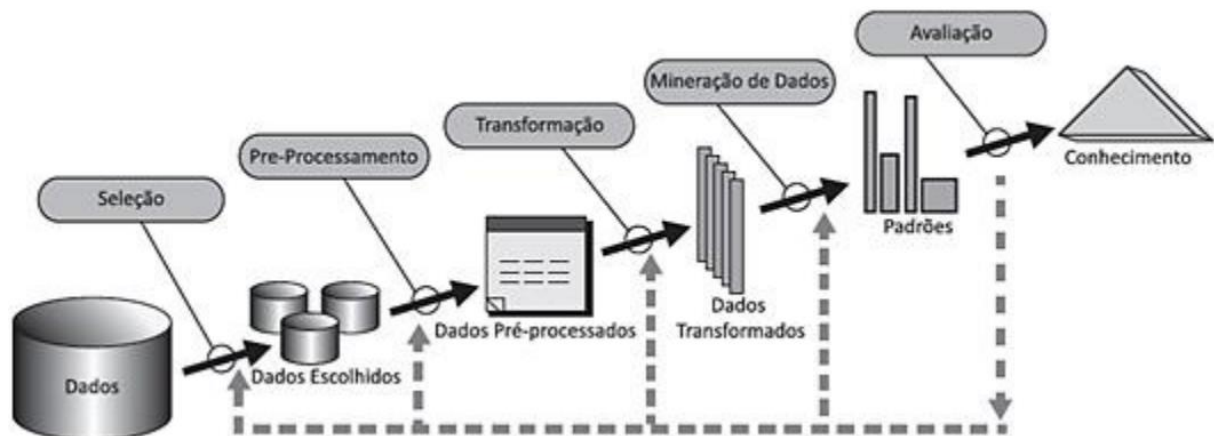 Avaliação
Mineração de Dados
Transformação
Pre-Processamento
Seleção
Conhecimento
Padrões
Dados
Transformados
Dados Pré-processados
Dados Escolhidos
Dados